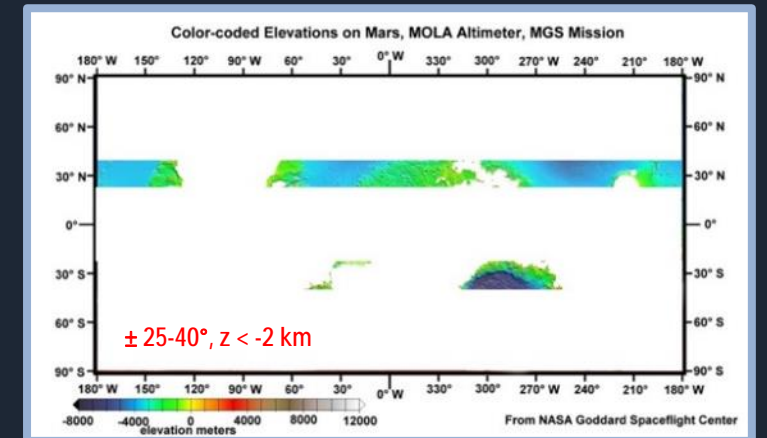 Color-coded Elevations on Mars, MOLA Altimeter, MGS Mission
180° W 150° 120° 90° W 60° 30° 0° W 330° 300° 270° W 240° 210° 180° W
90° N 90° N
60° N 60° N
30° N 30° N
0° 0°
30° S 30° S
60° S 60° S
± 25-40°, z < -2 km
90° S 90° S
180° W 150° 120° 90° W 60° 30° 0° W 330° 300° 270° W 240° 210° 180° W
-8000 -4000 0 4000 8000 12000
elevation meters
From NASA Goddard Spaceflight Center